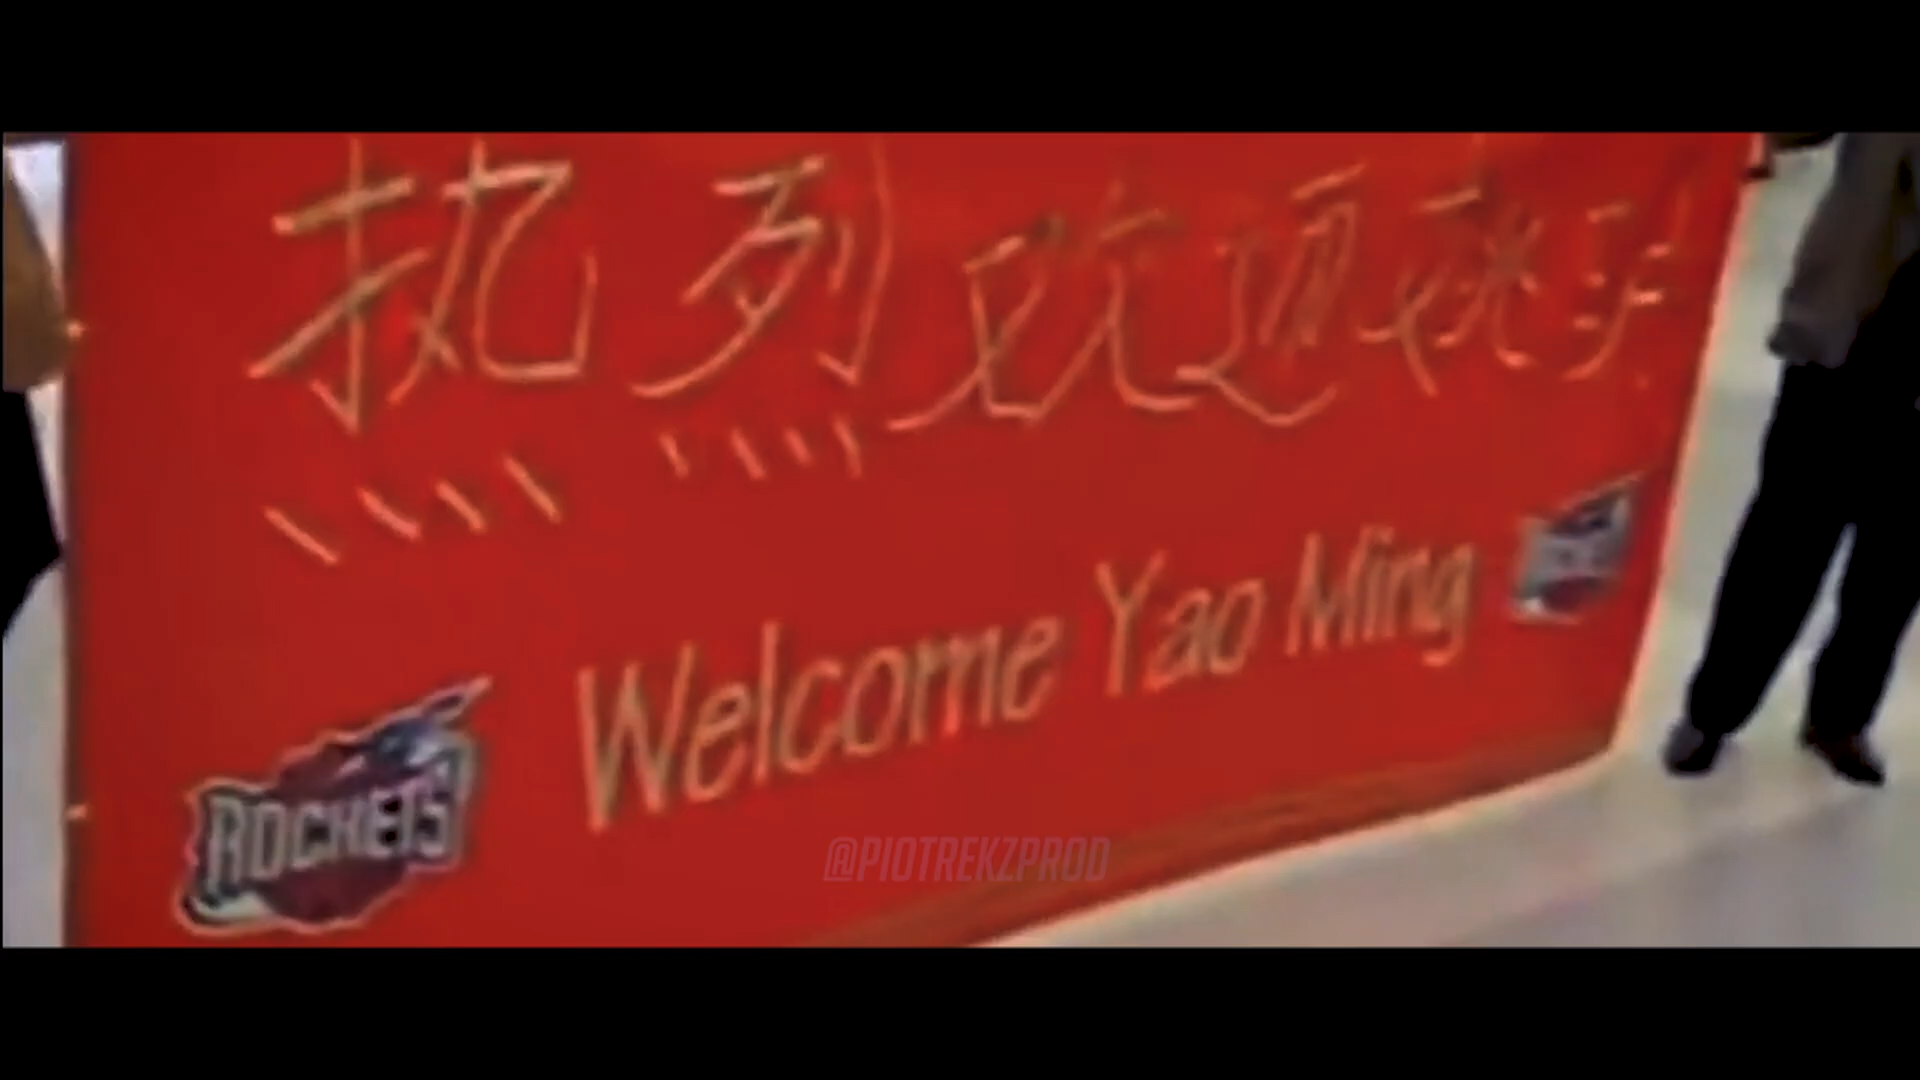 热烈欢迎姚明
Welcome Yao Ming
ROCKETS
@PIOTREKZPROD